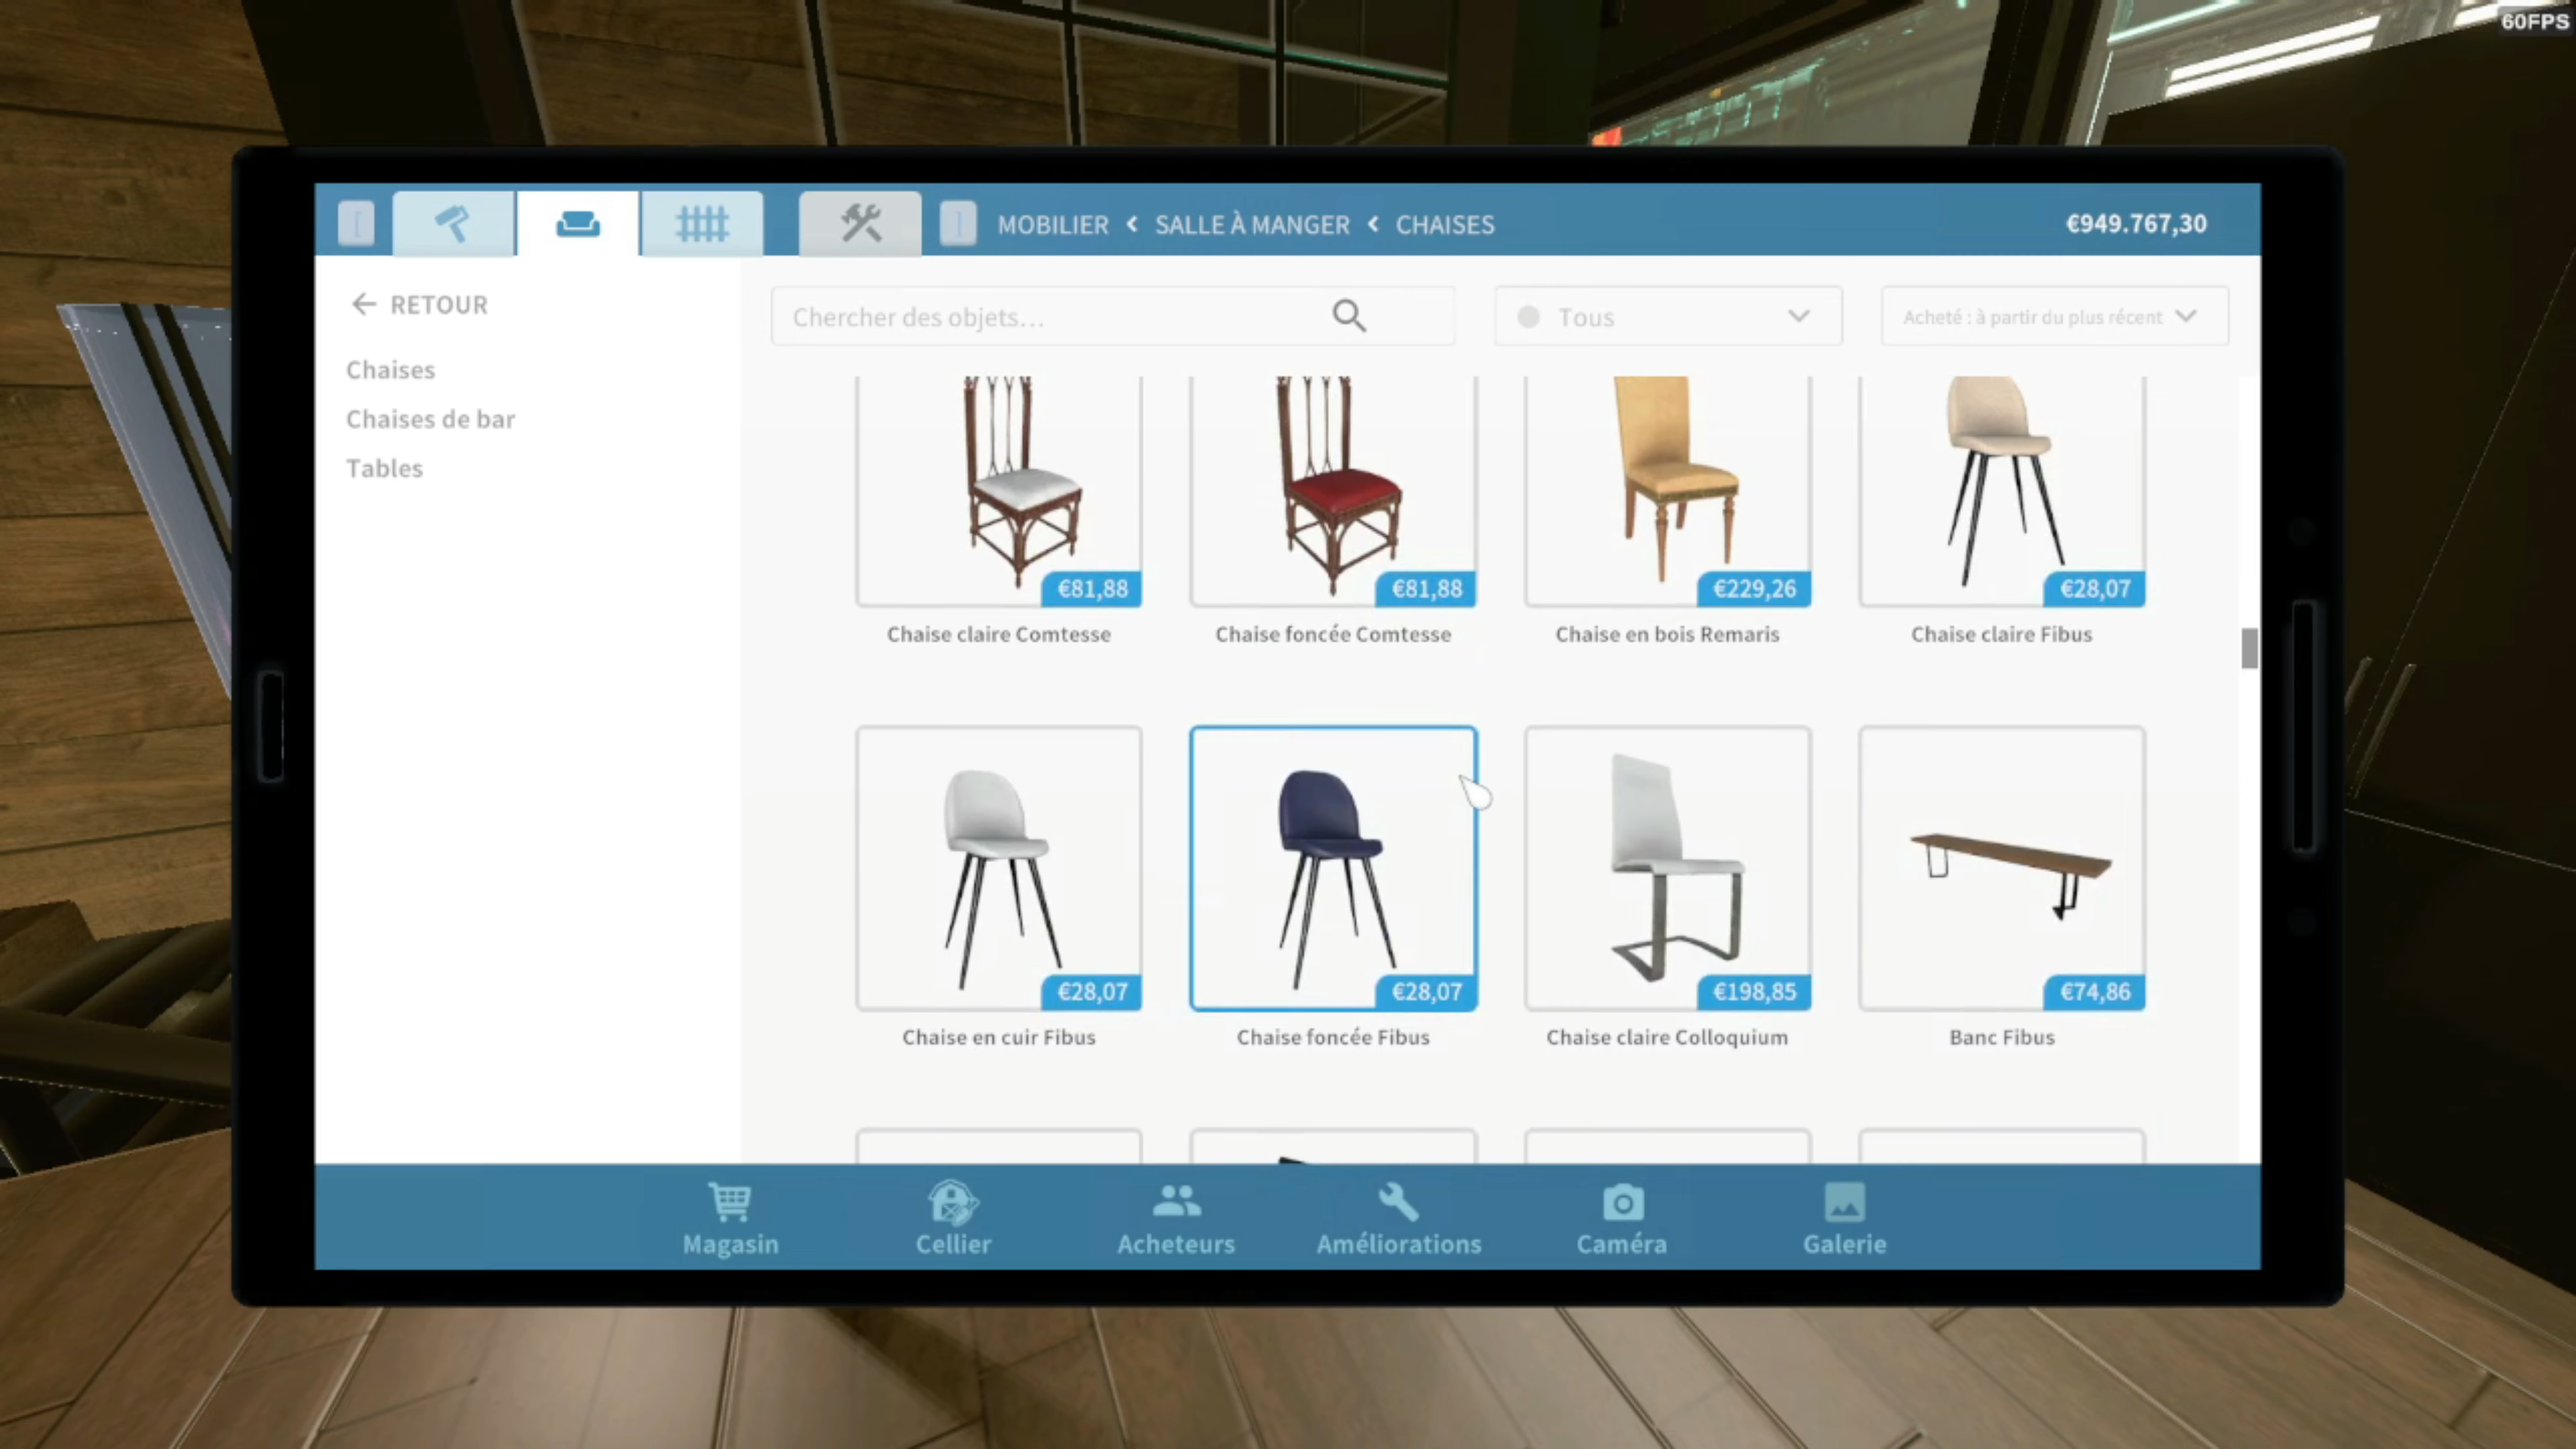 60FPS
[
]
MOBILIER < SALLE À MANGER < CHAISES
€949.767,30
← RETOUR
Chaises
Chaises de bar
Tables
Chercher des objets...
Tous
Acheté : à partir du plus récent
€81,88
€81,88
€229,26
€28,07
Chaise claire Comtesse
Chaise foncée Comtesse
Chaise en bois Remaris
Chaise claire Fibus
€28,07
€28,07
€198,85
€74,86
Chaise en cuir Fibus
Chaise foncée Fibus
Chaise claire Colloquium
Banc Fibus
Magasin
Cellier
Acheteurs
Améliorations
Caméra
Galerie